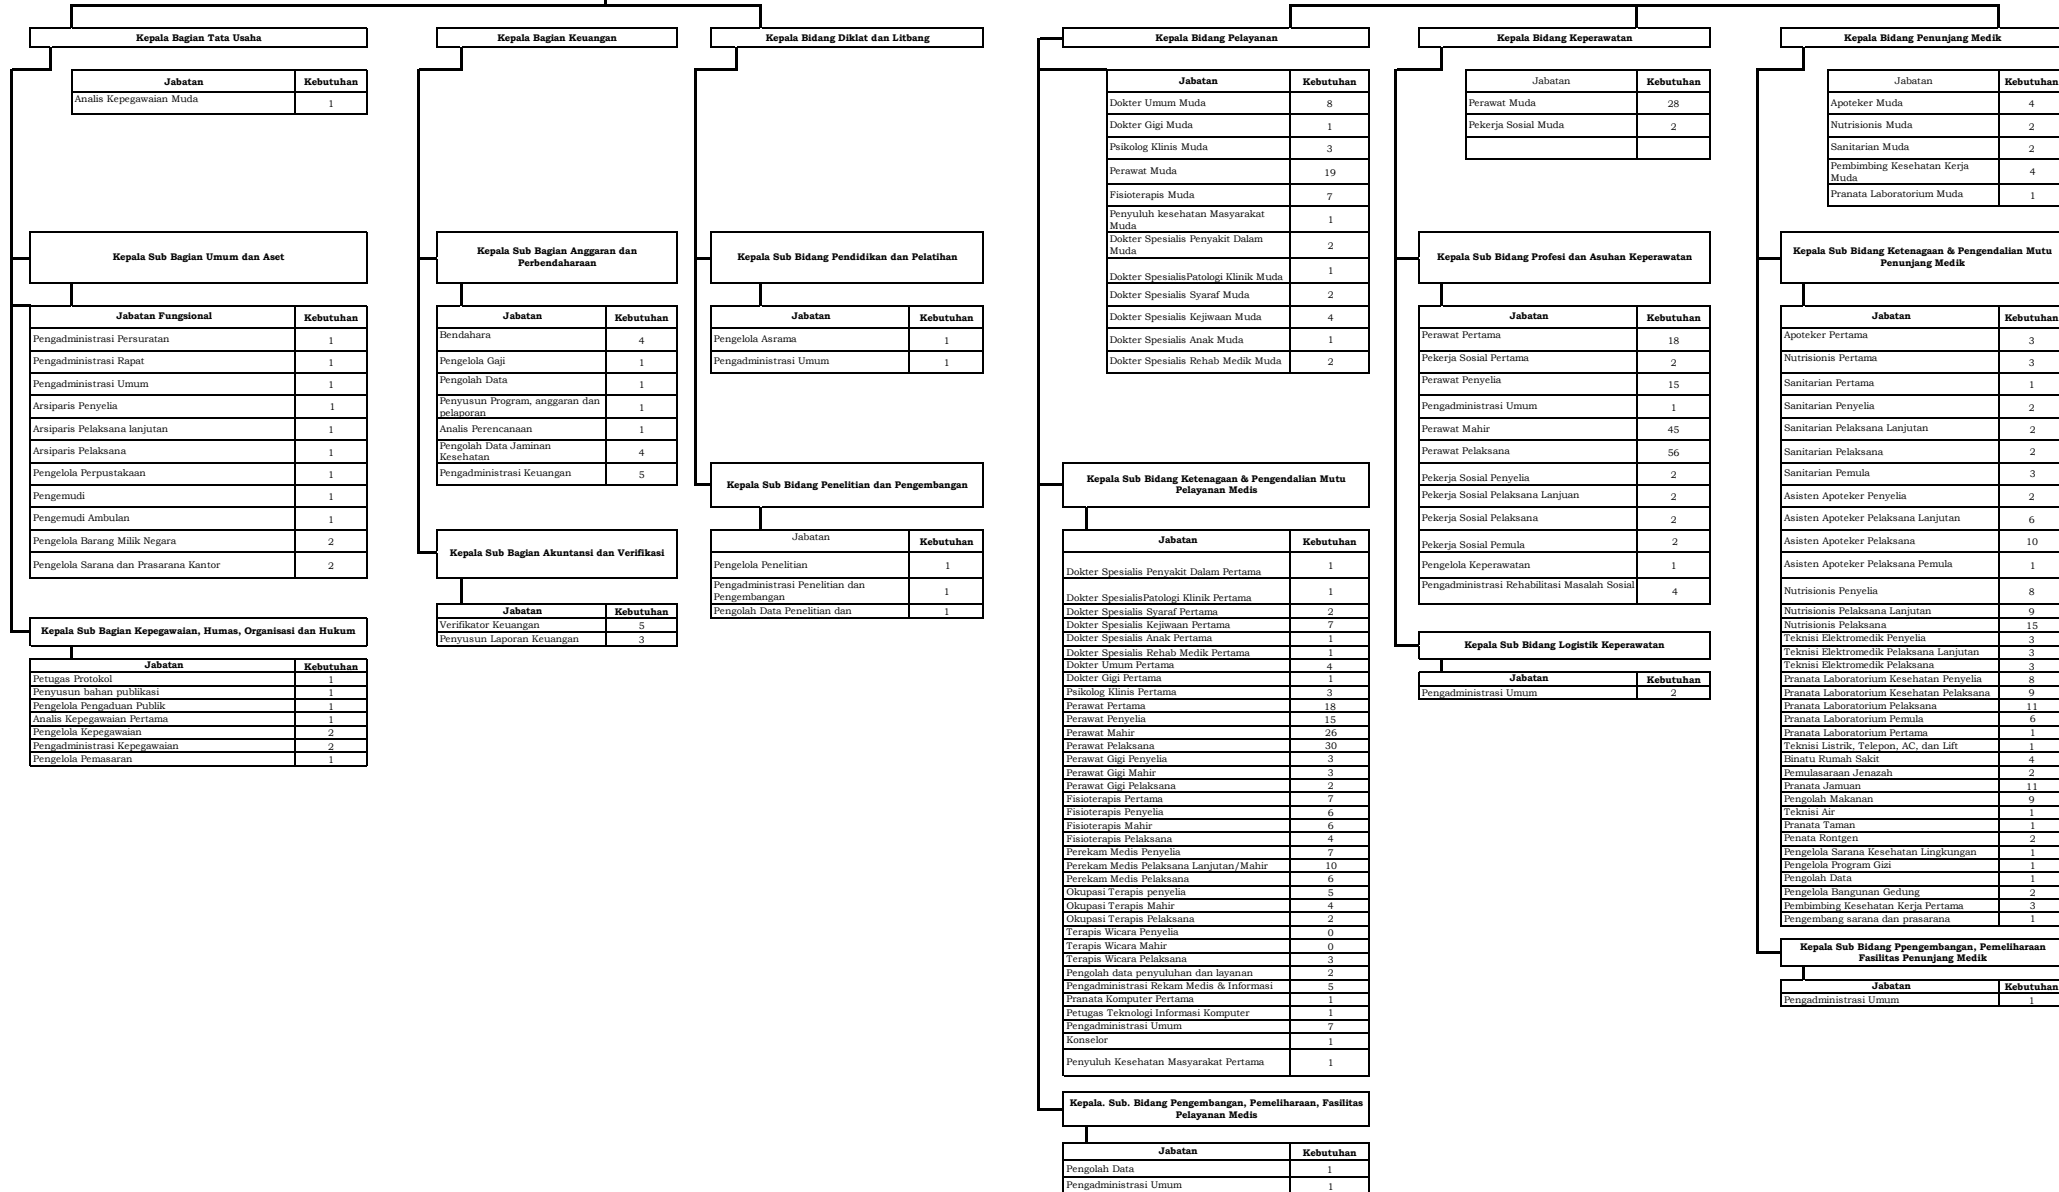 Kepala Bagian Tata Usaha
Jabatan Kebutuhan
Analis Kepegawaian Muda 1
Kepala Sub Bagian Umum dan Aset
Jabatan Fungsional Kebutuhan
Pengadministrasi Persuratan 1
Pengadministrasi Rapat 1
Pengadministrasi Umum 1
Arsiparis Penyelia 1
Arsiparis Pelaksana lanjutan 1
Arsiparis Pelaksana 1
Pengelola Perpustakaan 1
Pengemudi 1
Pengemudi Ambulan 1
Pengelola Barang Milik Negara 2
Pengelola Sarana dan Prasarana Kantor 2
Kepala Sub Bagian Kepegawaian, Humas, Organisasi dan Hukum
Jabatan Kebutuhan
Petugas Protokol 1
Penyusun bahan publikasi 1
Pengelola Pengaduan Publik 1
Analis Kepegawaian Pertama 1
Pengelola Kepegawaian 2
Pengadministrasi Kepegawaian 2
Pengelola Pemasaran 1
Kepala Bagian Keuangan
Kepala Sub Bagian Anggaran dan
Perbendaharaan
Jabatan Kebutuhan
Bendahara 4
Pengelola Gaji 1
Pengolah Data 1
Penyusun Program, anggaran dan
pelaporan 1
Analis Perencanaan 1
Pengolah Data Jaminan
Kesehatan 4
Pengadministrasi Keuangan 5
Kepala Sub Bagian Akuntansi dan Verifikasi
Jabatan Kebutuhan
Verifikator Keuangan 5
Penyusun Laporan Keuangan 3
Kepala Bidang Diklat dan Litbang
Kepala Sub Bidang Pendidikan dan Pelatihan
Jabatan Kebutuhan
Pengelola Asrama 1
Pengadministrasi Umum 1
Kepala Sub Bidang Penelitian dan Pengembangan
Jabatan Kebutuhan
Pengelola Penelitian 1
Pengadministrasi Penelitian dan
Pengembangan 1
Pengolah Data Penelitian dan 1
Kepala Bidang Pelayanan
Jabatan Kebutuhan
Dokter Umum Muda 8
Dokter Gigi Muda 1
Psikolog Klinis Muda 3
Perawat Muda 19
Fisioterapis Muda 7
Penyuluh kesehatan Masyarakat
Muda 1
Dokter Spesialis Penyakit Dalam
Muda 2
Dokter SpesialisPatologi Klinik Muda 1
Dokter Spesialis Syaraf Muda 2
Dokter Spesialis Kejiwaan Muda 4
Dokter Spesialis Anak Muda 1
Dokter Spesialis Rehab Medik Muda 2
Kepala Sub Bidang Ketenagaan & Pengendalian Mutu
Pelayanan Medis
Jabatan Kebutuhan
Dokter Spesialis Penyakit Dalam Pertama 1
Dokter SpesialisPatologi Klinik Pertama 1
Dokter Spesialis Syaraf Pertama 2
Dokter Spesialis Kejiwaan Pertama 7
Dokter Spesialis Anak Pertama 1
Dokter Spesialis Rehab Medik Pertama 1
Dokter Umum Pertama 4
Dokter Gigi Pertama 1
Psikolog Klinis Pertama 3
Perawat Pertama 18
Perawat Penyelia 15
Perawat Mahir 26
Perawat Pelaksana 30
Perawat Gigi Penyelia 3
Perawat Gigi Mahir 3
Perawat Gigi Pelaksana 2
Fisioterapis Pertama 7
Fisioterapis Penyelia 6
Fisioterapis Mahir 6
Fisioterapis Pelaksana 4
Perekam Medis Penyelia 7
Perekam Medis Pelaksana Lanjutan/Mahir 10
Perekam Medis Pelaksana 6
Okupasi Terapis penyelia 5
Okupasi Terapis Mahir 4
Okupasi Terapis Pelaksana 2
Terapis Wicara Penyelia 0
Terapis Wicara Mahir 0
Terapis Wicara Pelaksana 3
Pengolah data penyuluhan dan layanan 2
Pengadministrasi Rekam Medis & Informasi 5
Pranata Komputer Pertama 1
Petugas Teknologi Informasi Komputer 1
Pengadministrasi Umum 7
Konselor 1
Penyuluh Kesehatan Masyarakat Pertama 1
Kepala. Sub. Bidang Pengembangan, Pemeliharaan, Fasilitas
Pelayanan Medis
Jabatan Kebutuhan
Pengolah Data 1
Pengadministrasi Umum 1
Kepala Bidang Keperawatan
Jabatan Kebutuhan
Perawat Muda 28
Pekerja Sosial Muda 2
Kepala Sub Bidang Profesi dan Asuhan Keperawatan
Jabatan Kebutuhan
Perawat Pertama 18
Pekerja Sosial Pertama 2
Perawat Penyelia 15
Pengadministrasi Umum 1
Perawat Mahir 45
Perawat Pelaksana 56
Pekerja Sosial Penyelia 2
Pekerja Sosial Pelaksana Lanjuan 2
Pekerja Sosial Pelaksana 2
Pekerja Sosial Pemula 2
Pengelola Keperawatan 1
Pengadministrasi Rehabilitasi Masalah Sosial 4
Kepala Sub Bidang Logistik Keperawatan
Jabatan Kebutuhan
Pengadministrasi Umum 2
Kepala Bidang Penunjang Medik
Jabatan Kebutuhan
Apoteker Muda 4
Nutrisionis Muda 2
Sanitarian Muda 2
Pembimbing Kesehatan Kerja
Muda 4
Pranata Laboratorium Muda 1
Kepala Sub Bidang Ketenagaan & Pengendalian Mutu
Penunjang Medik
Jabatan Kebutuhan
Apoteker Pertama 3
Nutrisionis Pertama 3
Sanitarian Pertama 1
Sanitarian Penyelia 2
Sanitarian Pelaksana Lanjutan 2
Sanitarian Pelaksana 2
Sanitarian Pemula 3
Asisten Apoteker Penyelia 2
Asisten Apoteker Pelaksana Lanjutan 6
Asisten Apoteker Pelaksana 10
Asisten Apoteker Pelaksana Pemula 1
Nutrisionis Penyelia 8
Nutrisionis Pelaksana Lanjutan 9
Nutrisionis Pelaksana 15
Teknisi Elektromedik Penyelia 3
Teknisi Elektromedik Pelaksana Lanjutan 3
Teknisi Elektromedik Pelaksana 3
Pranata Laboratorium Kesehatan Penyelia 8
Pranata Laboratorium Kesehatan Pelaksana 9
Pranata Laboratorium Pelaksana 11
Pranata Laboratorium Pemula 6
Pranata Laboratorium Pertama 1
Teknisi Listrik, Telepon, AC, dan Lift 1
Binatu Rumah Sakit 4
Pemulasaraan Jenazah 2
Pranata Jamuan 11
Pengolah Makanan 9
Teknisi Air 1
Pranata Taman 1
Penata Rontgen 2
Pengelola Sarana Kesehatan Lingkungan 1
Pengelola Program Gizi 1
Pengolah Data 1
Pengelola Bangunan Gedung 2
Pembimbing Kesehatan Kerja Pertama 3
Pengembang sarana dan prasarana 1
Kepala Sub Bidang Ppengembangan, Pemeliharaan
Fasilitas Penunjang Medik
Jabatan Kebutuhan
Pengadministrasi Umum 1